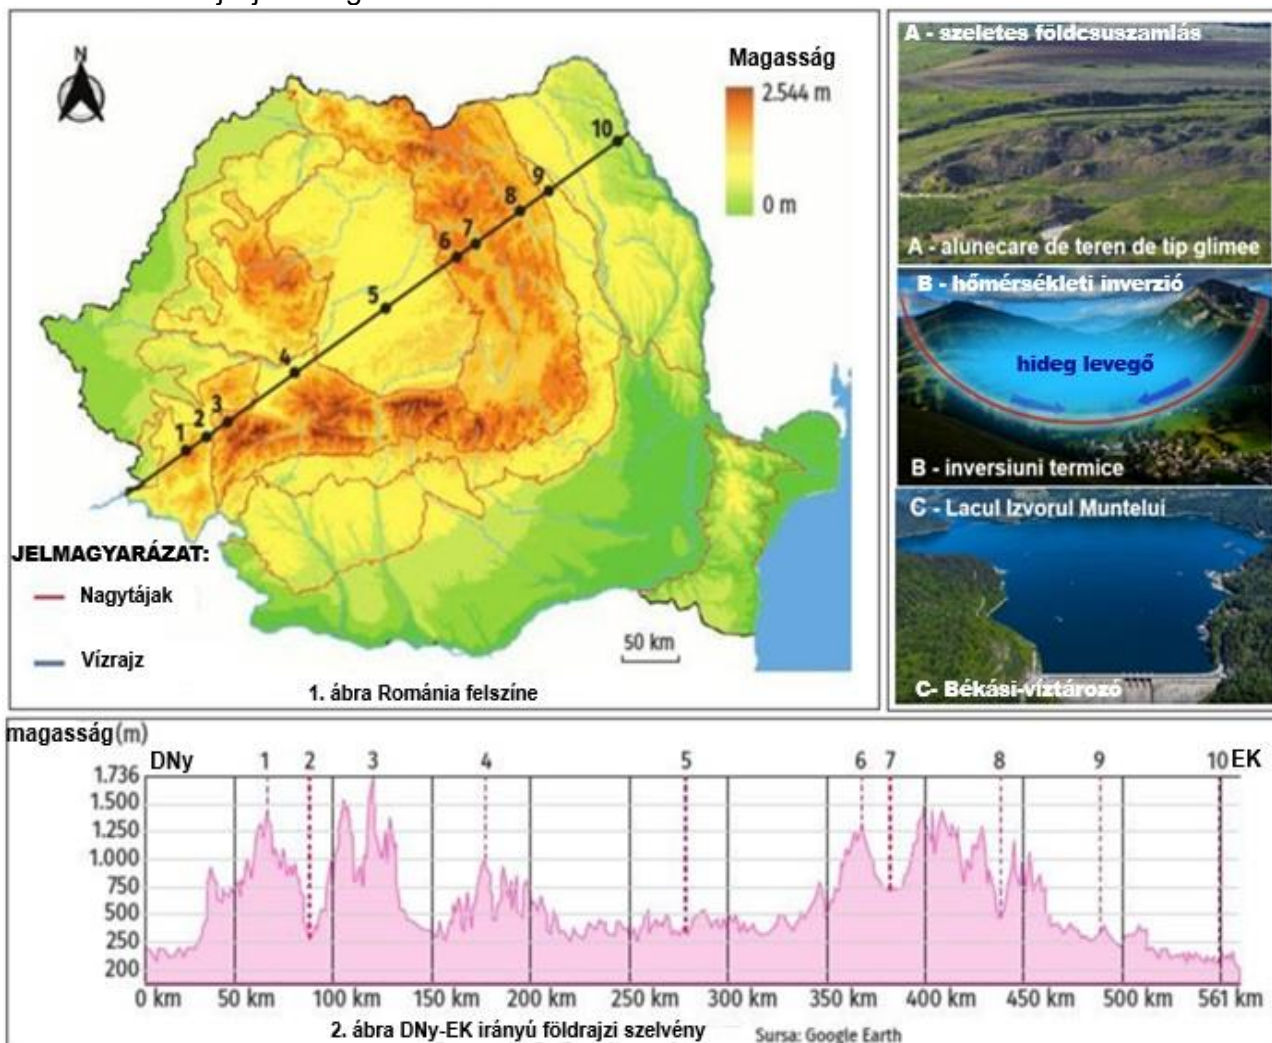 N
Magasság
2.544 m
0 m
1
2
3
4
5
6
7
8
9
10
JELMAGYARÁZAT:
Nagytájak
Vízrajz
50 km
1. ábra Románia felszíne
A - szeletes földcsuszamlás
A - alunecare de teren de tip glimee
B - hőmérsékleti inverzió
hideg levegő
B - inversiuni termice
C - Lacul Izvorul Muntelui
C- Békási-víztározó
magasság(m)
DNy 1 2 3 4 5 6 7 8 9 10 EK
1.736
1.500
1.250
1.000
750
500
250
200
0 km 50 km 100 km 150 km 200 km 250 km 300 km 350 km 400 km 450 km 500 km 561 km
2. ábra DNy-EK irányú földrajzi szelvény
Sursa: Google Earth